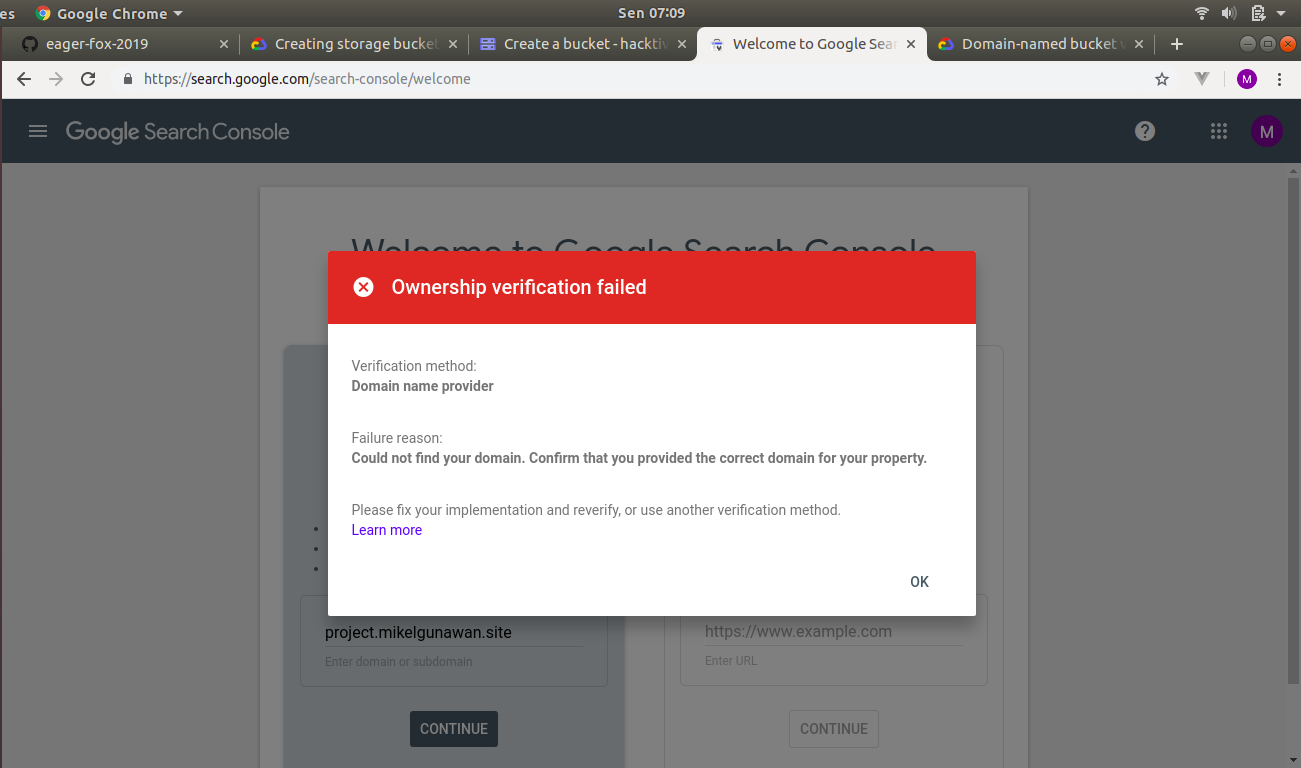 es Google Chrome Sen 07:09
eager-fox-2019 Creating storage bucket Create a bucket - hacktiv Welcome to Google Sear Domain-named bucket v
https://search.google.com/search-console/welcome M
Google Search Console M
Welcome to Google Search Console
Ownership verification failed
Verification method:
Domain name provider
Failure reason:
Could not find your domain. Confirm that you provided the correct domain for your property.
Please fix your implementation and reverify, or use another verification method.
Learn more
OK
project.mikelgunawan.site
Enter domain or subdomain
CONTINUE
https://www.example.com
Enter URL
CONTINUE